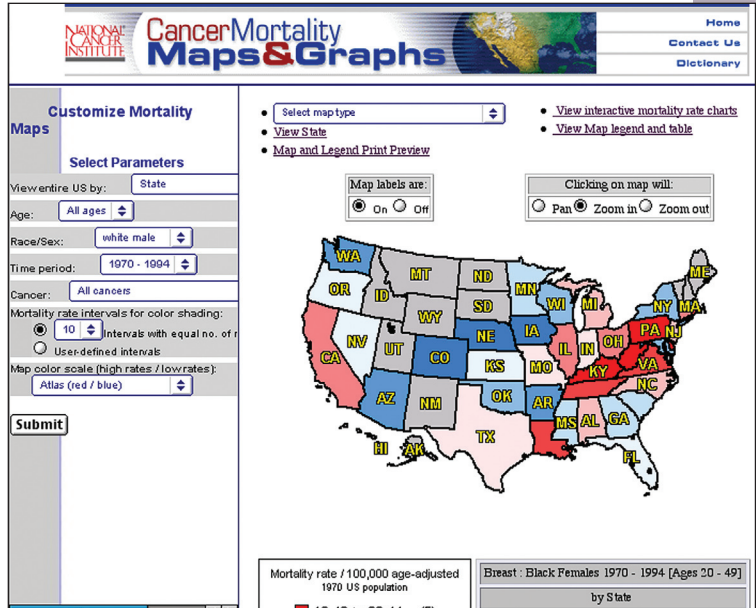 NATIONAL CANCER INSTITUTE
CancerMortality
Maps&Graphs
Home
Contact Us
Dictionary
Customize Mortality
Maps
Select Parameters
View entire US by: State
Age: All ages
Race/Sex: white male
Time period: 1970 - 1994
Cancer: All cancers
Mortality rate intervals for color shading:
10 Intervals with equal no. of r
User-defined intervals
Map color scale (high rates / low rates):
Atlas (red / blue)
Submit
Select map type
View State
Map and Legend Print Preview
View interactive mortality rate charts
View Map legend and table
Map labels are:
On Off
Clicking on map will:
Pan Zoom in Zoom out
WA MT ND MN ME
OR ID SD WI MI NY MA
WY IA PA NJ
NV UT NE IL IN OH
CA CO KS MO KY VA
AZ NM OK AR NC
TX MS AL GA
HI AK FL
Mortality rate / 100,000 age-adjusted
1970 US population
Breast : Black Females 1970 - 1994 [Ages 20 - 49]
by State